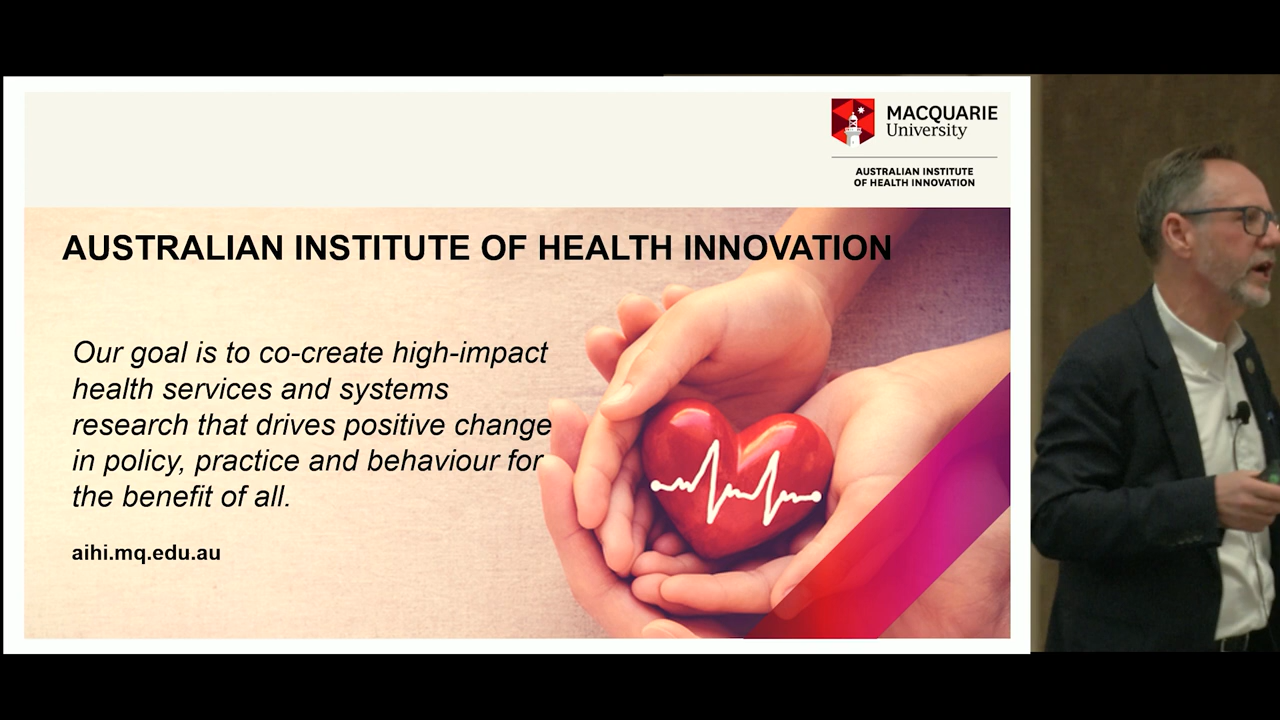 MACQUARIE
University
AUSTRALIAN INSTITUTE
OF HEALTH INNOVATION
AUSTRALIAN INSTITUTE OF HEALTH INNOVATION
Our goal is to co-create high-impact
health services and systems
research that drives positive change
in policy, practice and behaviour for
the benefit of all.
aihi.mq.edu.au